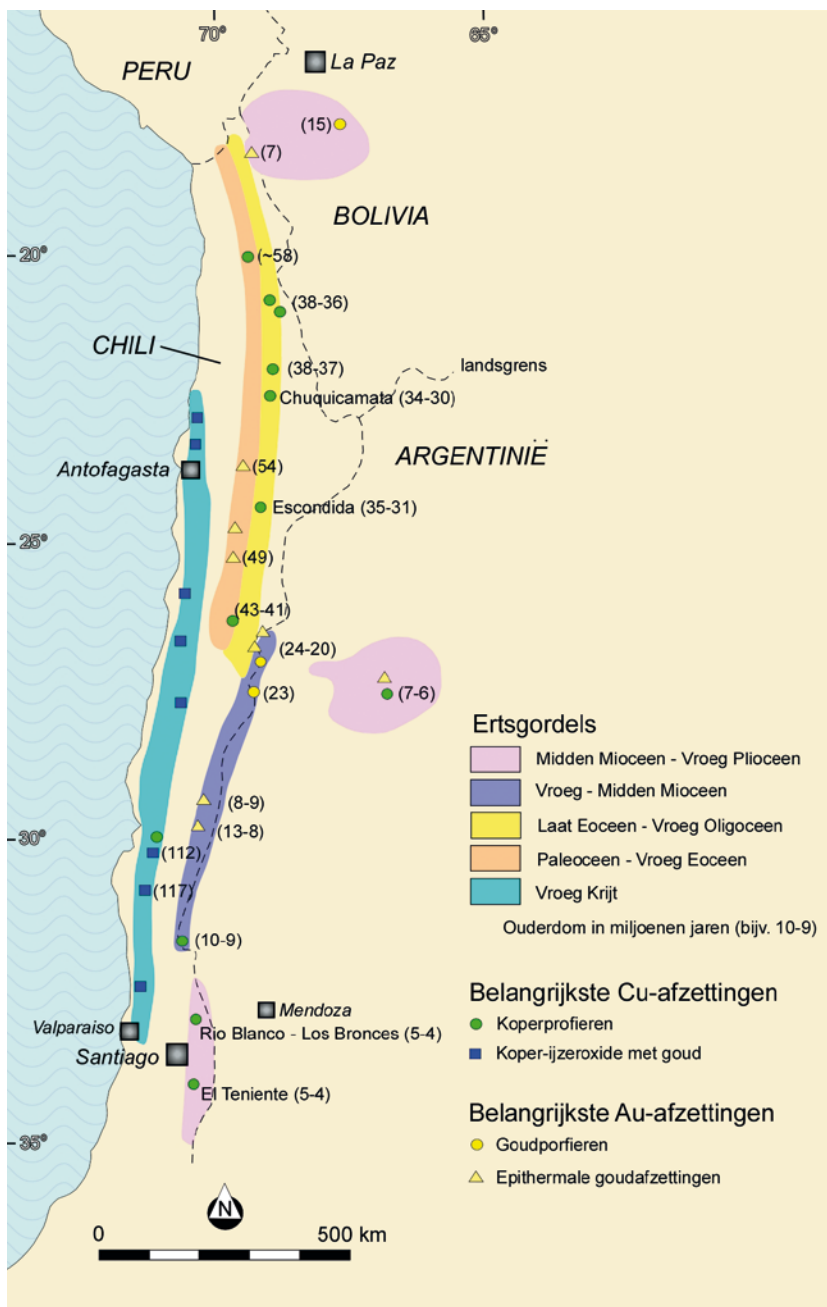 70°
65°
PERU
La Paz
(15)
(7)
BOLIVIA
20°
(~58)
(38-36)
CHILI
(38-37)
landsgrens
Chuquicamata (34-30)
ARGENTINIË
Antofagasta
(54)
Escondida (35-31)
25°
(49)
(43-41)
(24-20)
(23)
(7-6)
Ertsgordels
Midden Mioceen - Vroeg Plioceen
Vroeg - Midden Mioceen
(8-9)
(13-8)
Laat Eoceen - Vroeg Oligoceen
30°
(112)
Paleoceen - Vroeg Eoceen
(117)
Vroeg Krijt
Ouderdom in miljoenen jaren (bijv. 10-9)
(10-9)
Belangrijkste Cu-afzettingen
Mendoza
Valparaiso
Rio Blanco - Los Bronces (5-4)
Koperprofieren
Santiago
Koper-ijzeroxide met goud
El Teniente (5-4)
Belangrijkste Au-afzettingen
35°
Goudporfieren
Epithermale goudafzettingen
N
0
500 km